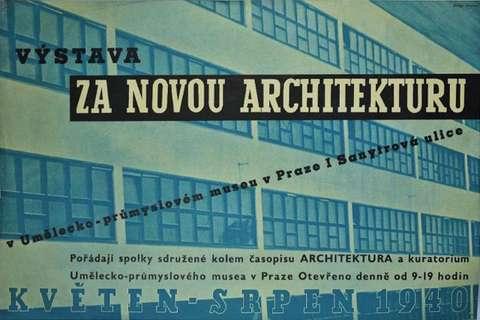 VÝSTAVA
ZA NOVOU ARCHITEKTURU
v Umělecko-průmyslovém museu v Praze I Sanytrová ulice
Pořádají spolky sdružené kolem časopisu ARCHITEKTURA a kuratorium
Umělecko-průmyslového musea v Praze Otevřeno denně od 9-19 hodin
KVĚTEN-SRPEN 1940